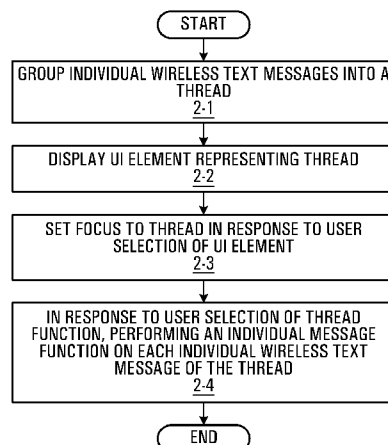 START
GROUP INDIVIDUAL WIRELESS TEXT MESSAGES INTO A
THREAD
2-1
DISPLAY UI ELEMENT REPRESENTING THREAD
2-2
SET FOCUS TO THREAD IN RESPONSE TO USER
SELECTION OF UI ELEMENT
2-3
IN RESPONSE TO USER SELECTION OF THREAD
FUNCTION, PERFORMING AN INDIVIDUAL MESSAGE
FUNCTION ON EACH INDIVIDUAL WIRELESS TEXT
MESSAGE OF THE THREAD
2-4
END